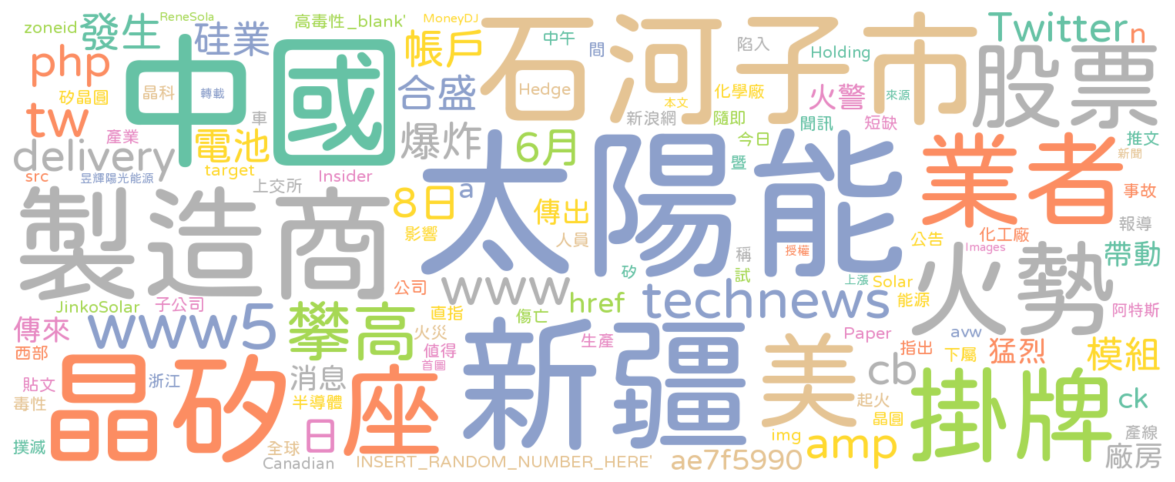 ReneSola
MoneyDJ
zoneid
發生
硅業
高毒性_blank'
帳戶
中午
間
陷入
Twitter
n
php
中國
石河子市
股票
Holding
矽晶圓
晶科
轉載
合盛
Hedge
化學廠
火警
來源
本文
tw
產業
車
電池
爆炸
6月
新浪網
隨即
今日
聞訊
短缺
推文
delivery
target
src
昱輝陽光能源
上交所
Insider
a
太陽能
暨
業者
新聞
事故
製造商
8日
傳出
影響
人員
稱
授權
公告
化工廠
Images
報導
帶動
火勢
www
矽
試
上漲
Solar
能源
JinkoSolar
子公司
公司
直指
href
technews
傳來
www5
攀高
火災
傷亡
阿特斯
西部
值得
首圖
生產
Paper
avw
指出
下屬
猛烈
模組
晶矽
座
新疆
美
cb
掛牌
ck
貼文
浙江
消息
毒性
半導體
日
起火
晶圓
撲滅
全球
Canadian
INSERT_RANDOM_NUMBER_HERE'
ae7f5990
img
amp
產線
廠房